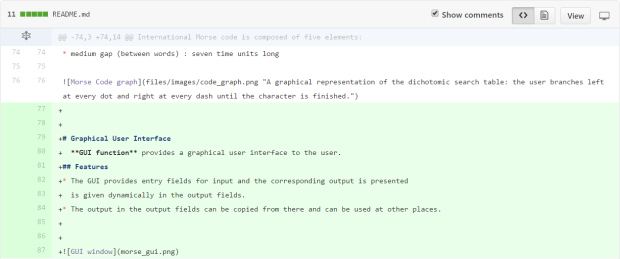 11 README.md Show comments <> View
@@ -74,3 +74,14 @@ International Morse code is composed of five elements:
74 74 * medium gap (between words) : seven time units long
75 75
76 76 ![Morse Code graph](files/images/code_graph.png "A graphical representation of the dichotomic search table: the user branches left
at every dot and right at every dash until the character is finished.")
77 +
78 +
79 +# Graphical User Interface
80 + **GUI function** provides a graphical user interface to the user.
81 +## Features
82 +* The GUI provides entry fields for input and the corresponding output is presented
83 + is given dynamically in the output fields.
84 +* The output in the output fields can be copied from there and can be used at other places.
85 +
86 +
87 +![GUI window](morse_gui.png)